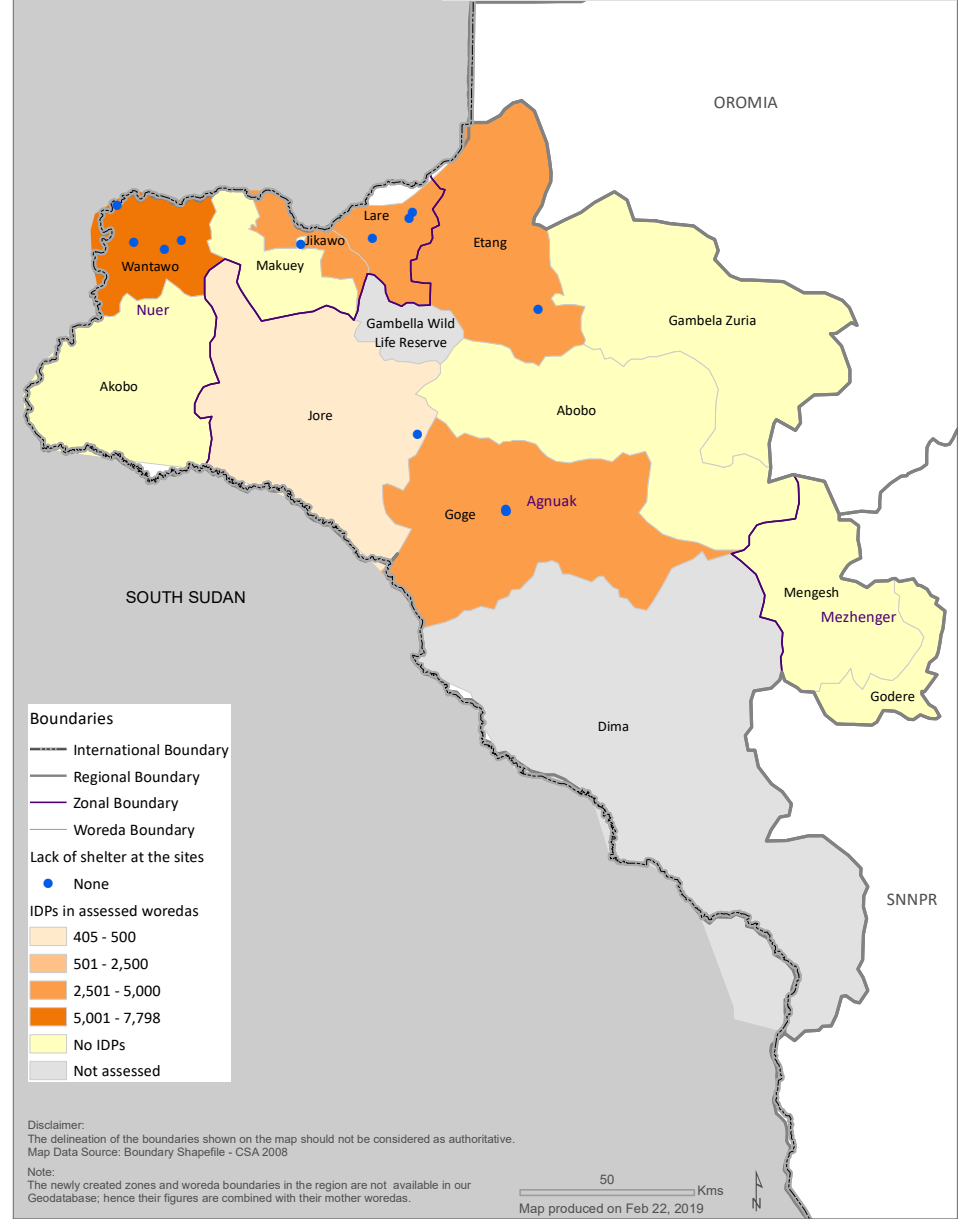 OROMIA
Lare
Jikawo
Etang
Makuey
Wantawo
Nuer
Gambella Wild
Life Reserve
Gambela Zuria
Akobo
Jore
Abobo
Agnuak
Goge
SOUTH SUDAN
Mengesh
Mezhenger
Godere
Dima
SNNPR
Boundaries
International Boundary
Regional Boundary
Zonal Boundary
Woreda Boundary
Lack of shelter at the sites
None
IDPs in assessed woredas
405 - 500
501 - 2,500
2,501 - 5,000
5,001 - 7,798
No IDPs
Not assessed
Disclaimer:
The delineation of the boundaries shown on the map should not be considered as authoritative.
Map Data Source: Boundary Shapefile - CSA 2008
Note:
The newly created zones and woreda boundaries in the region are not available in our
Geodatabase; hence their figures are combined with their mother woredas.
50
Kms
Map produced on Feb 22, 2019
N